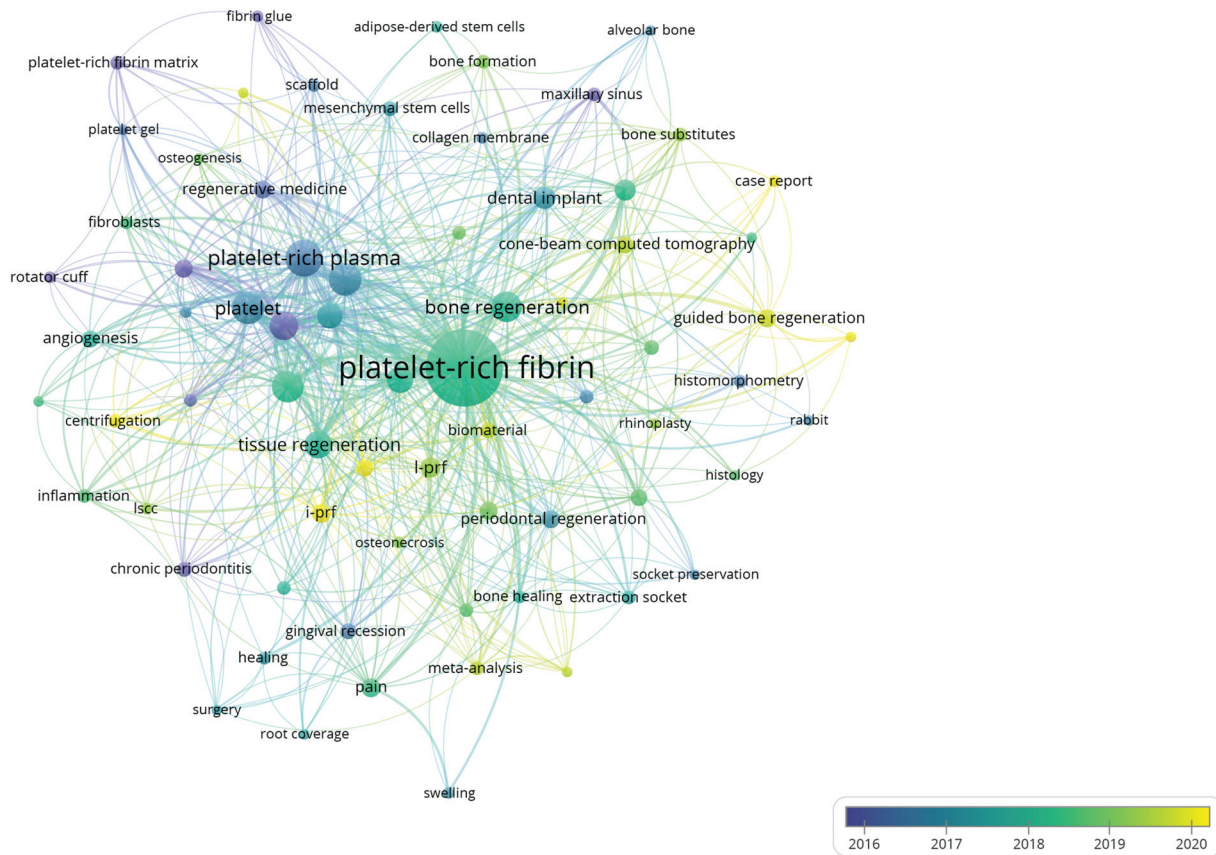 fibrin glue
adipose-derived stem cells
alveolar bone
platelet-rich fibrin matrix
bone formation
scaffold
maxillary sinus
mesenchymal stem cells
platelet gel
collagen membrane
bone substitutes
osteogenesis
case report
regenerative medicine
dental implant
fibroblasts
cone-beam computed tomography
platelet-rich plasma
rotator cuff
platelet
bone regeneration
guided bone regeneration
angiogenesis
platelet-rich fibrin
histomorphometry
centrifugation
rabbit
biomaterial
rhinoplasty
tissue regeneration
l-prf
histology
inflammation
lscc
i-prf
periodontal regeneration
osteonecrosis
chronic periodontitis
socket preservation
bone healing
extraction socket
gingival recession
healing
meta-analysis
pain
surgery
root coverage
swelling
2016
2017
2018
2019
2020